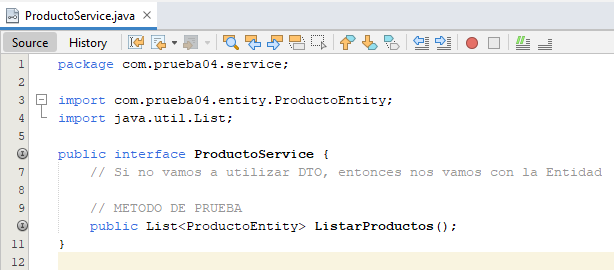 ProductoService.java
Source History
1 package com.prueba04.service;
2
3 import com.prueba04.entity.ProductoEntity;
4 import java.util.List;
5
public interface ProductoService {
7 // Si no vamos a utilizar DTO, entonces nos vamos con la Entidad
8
9 // METODO DE PRUEBA
public List<ProductoEntity> ListarProductos();
11 }
12